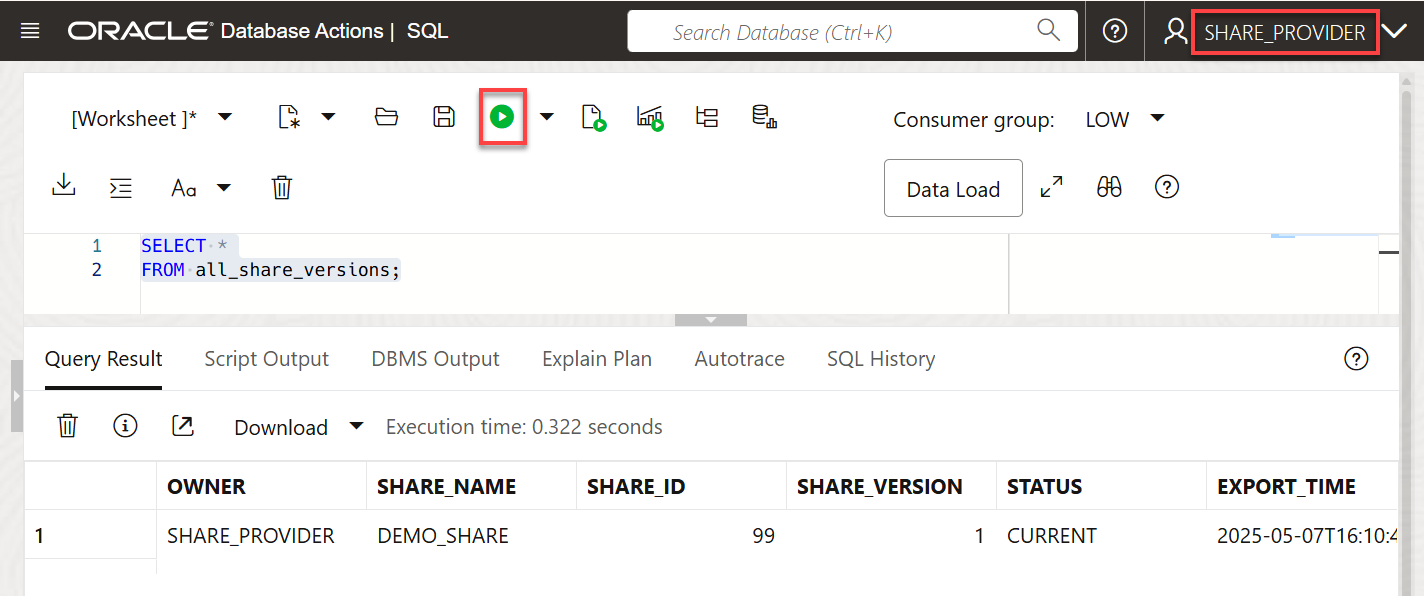 ORACLE Database Actions | SQL Search Database (Ctrl+K) SHARE_PROVIDER
[Worksheet ]* Consumer group: LOW
Aa Data Load
1 SELECT *
2 FROM all_share_versions;
Query Result Script Output DBMS Output Explain Plan Autotrace SQL History
Download Execution time: 0.322 seconds
OWNER SHARE_NAME SHARE_ID SHARE_VERSION STATUS EXPORT_TIME
1 SHARE_PROVIDER DEMO_SHARE 99 1 CURRENT 2025-05-07T16:10:4